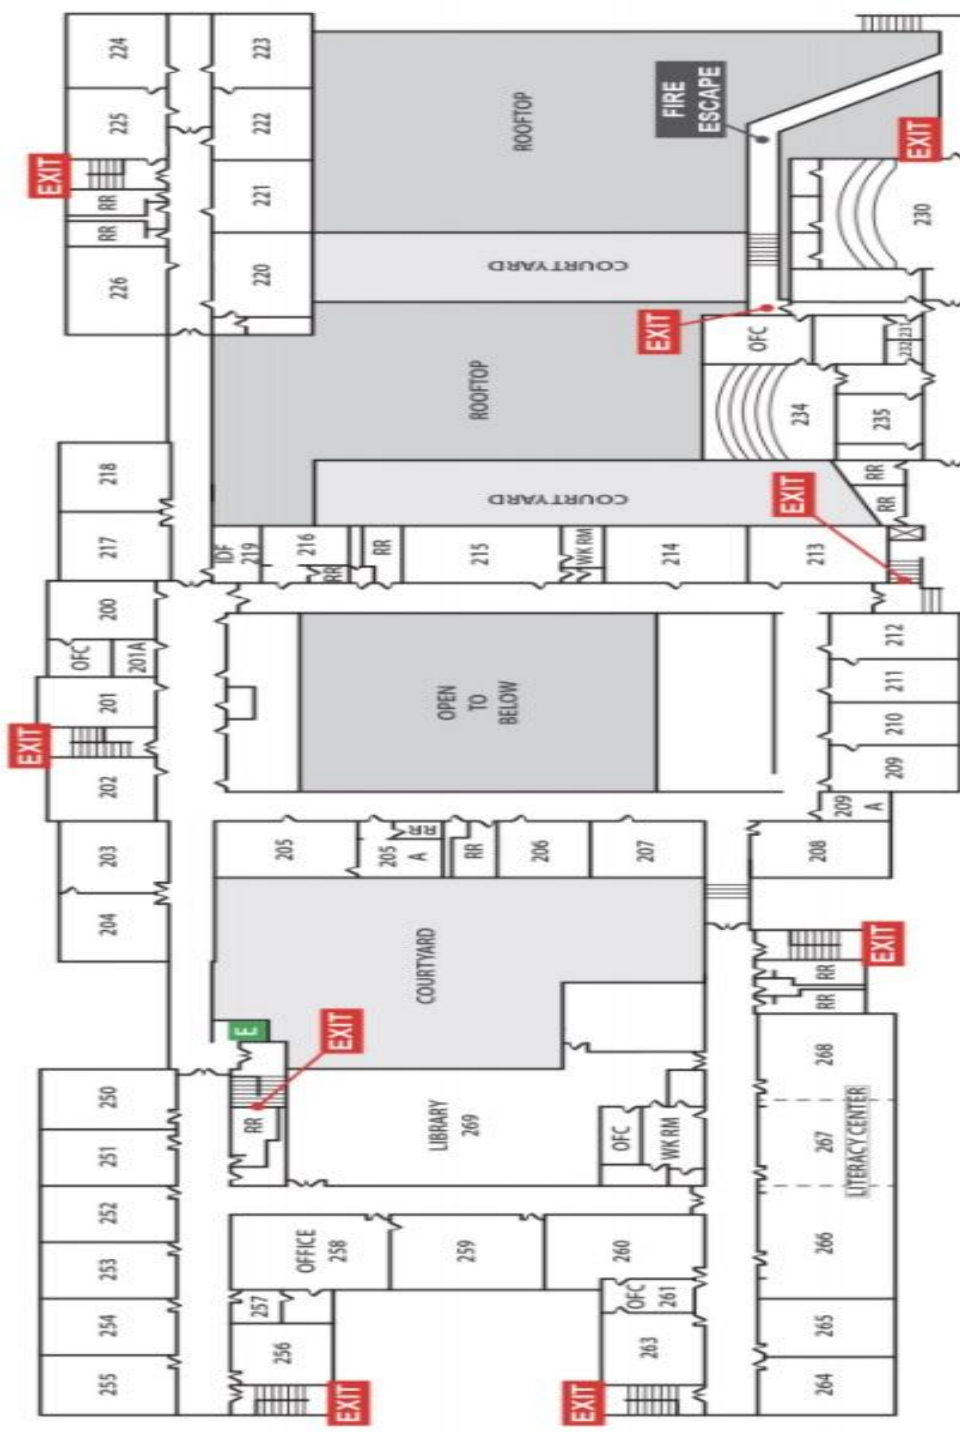 EXIT
EXIT
255
254
253
252
251
250
204
203
202
201
OFC
201A
200
217
218
226
RR
RR
225
224
256
257
RR
E
IDF
219
220
221
222
223
EXIT
OFFICE
258
EXIT
205
216
RR
RR
205
A
RR
259
LIBRARY
269
COURTYARD
RR
OPEN
TO
BELOW
215
COURTYARD
ROOFTOP
COURTYARD
ROOFTOP
206
WK RM
EXIT
263
OFC
261
260
OFC
WK RM
207
214
EXIT
FIRE
ESCAPE
213
EXIT
OFC
234
264
265
266
267
268
LITERACY CENTER
RR
RR
EXIT
208
209
A
209
210
211
212
RR
RR
235
232
231
230
EXIT